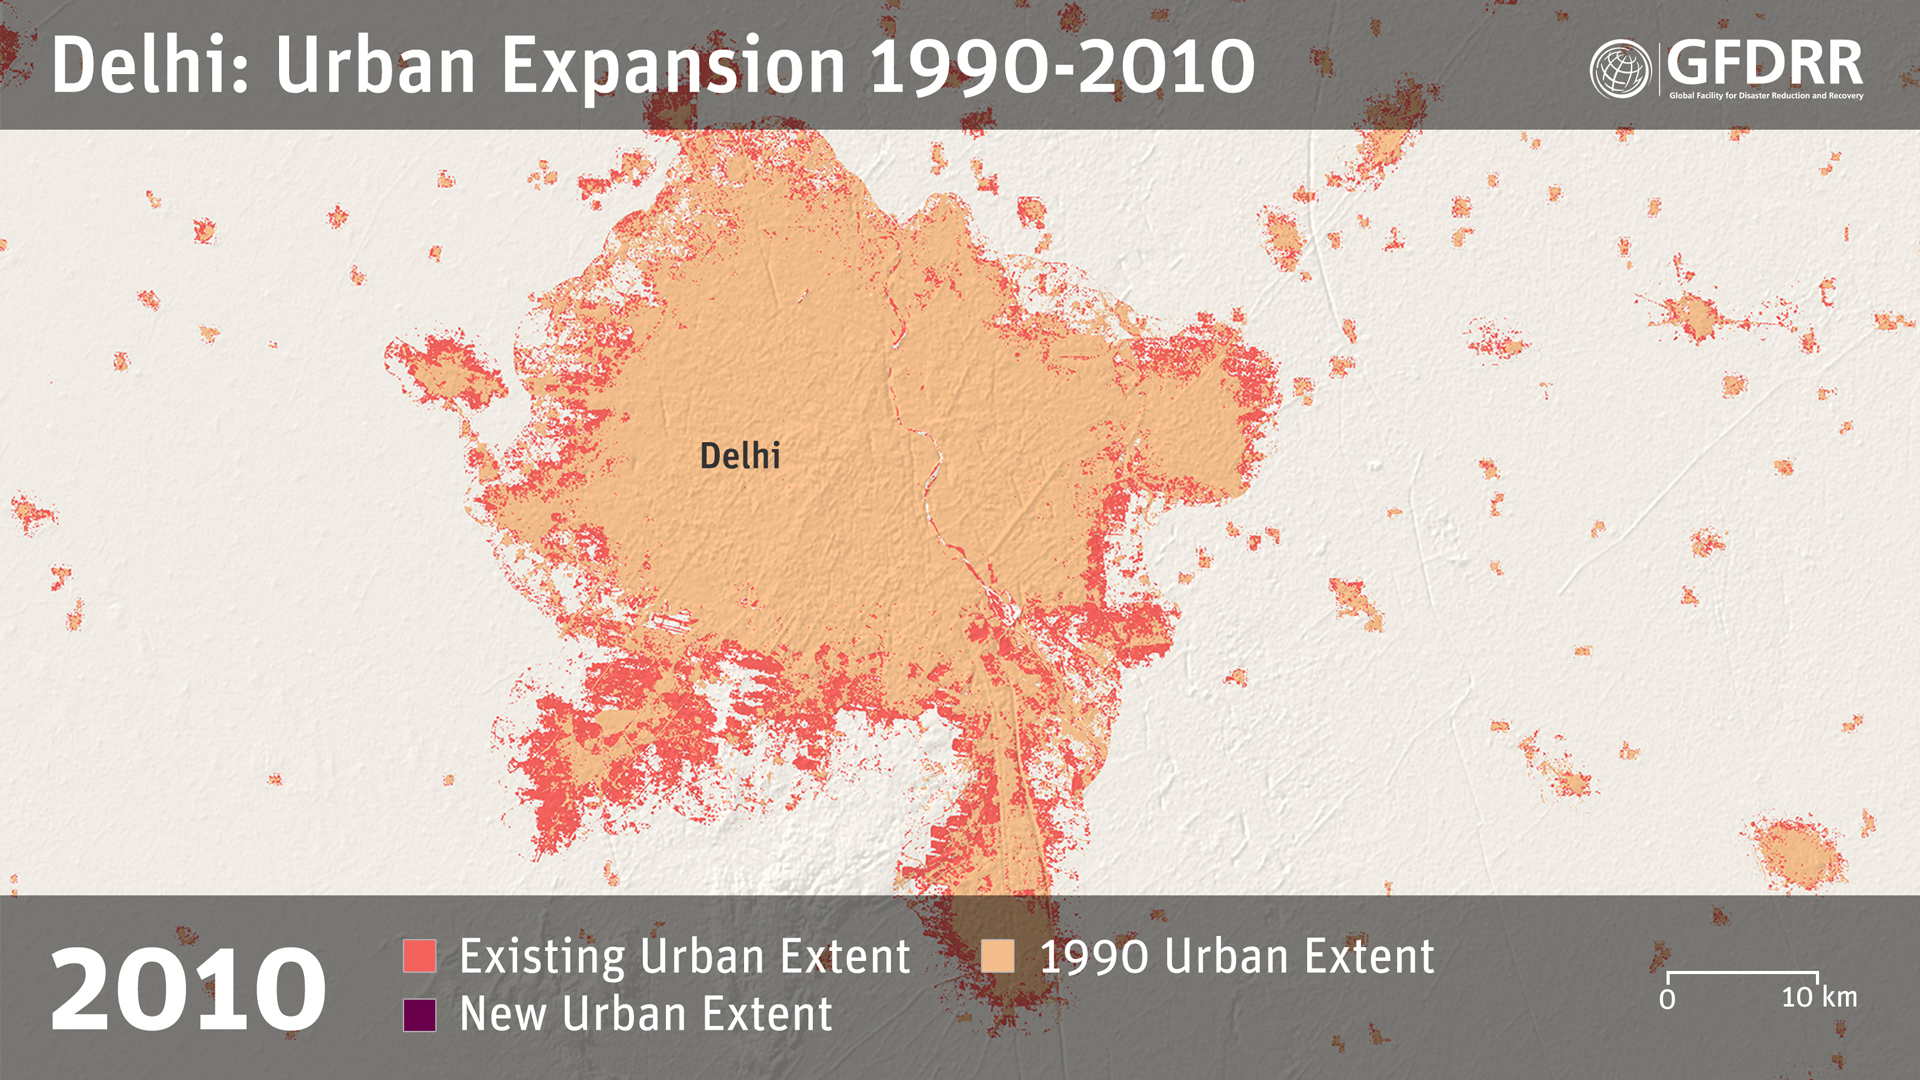 Delhi: Urban Expansion 1990-2010
GFDRR
Global Facility for Disaster Reduction and Recovery
Delhi
2010
Existing Urban Extent
1990 Urban Extent
New Urban Extent
0
10 km